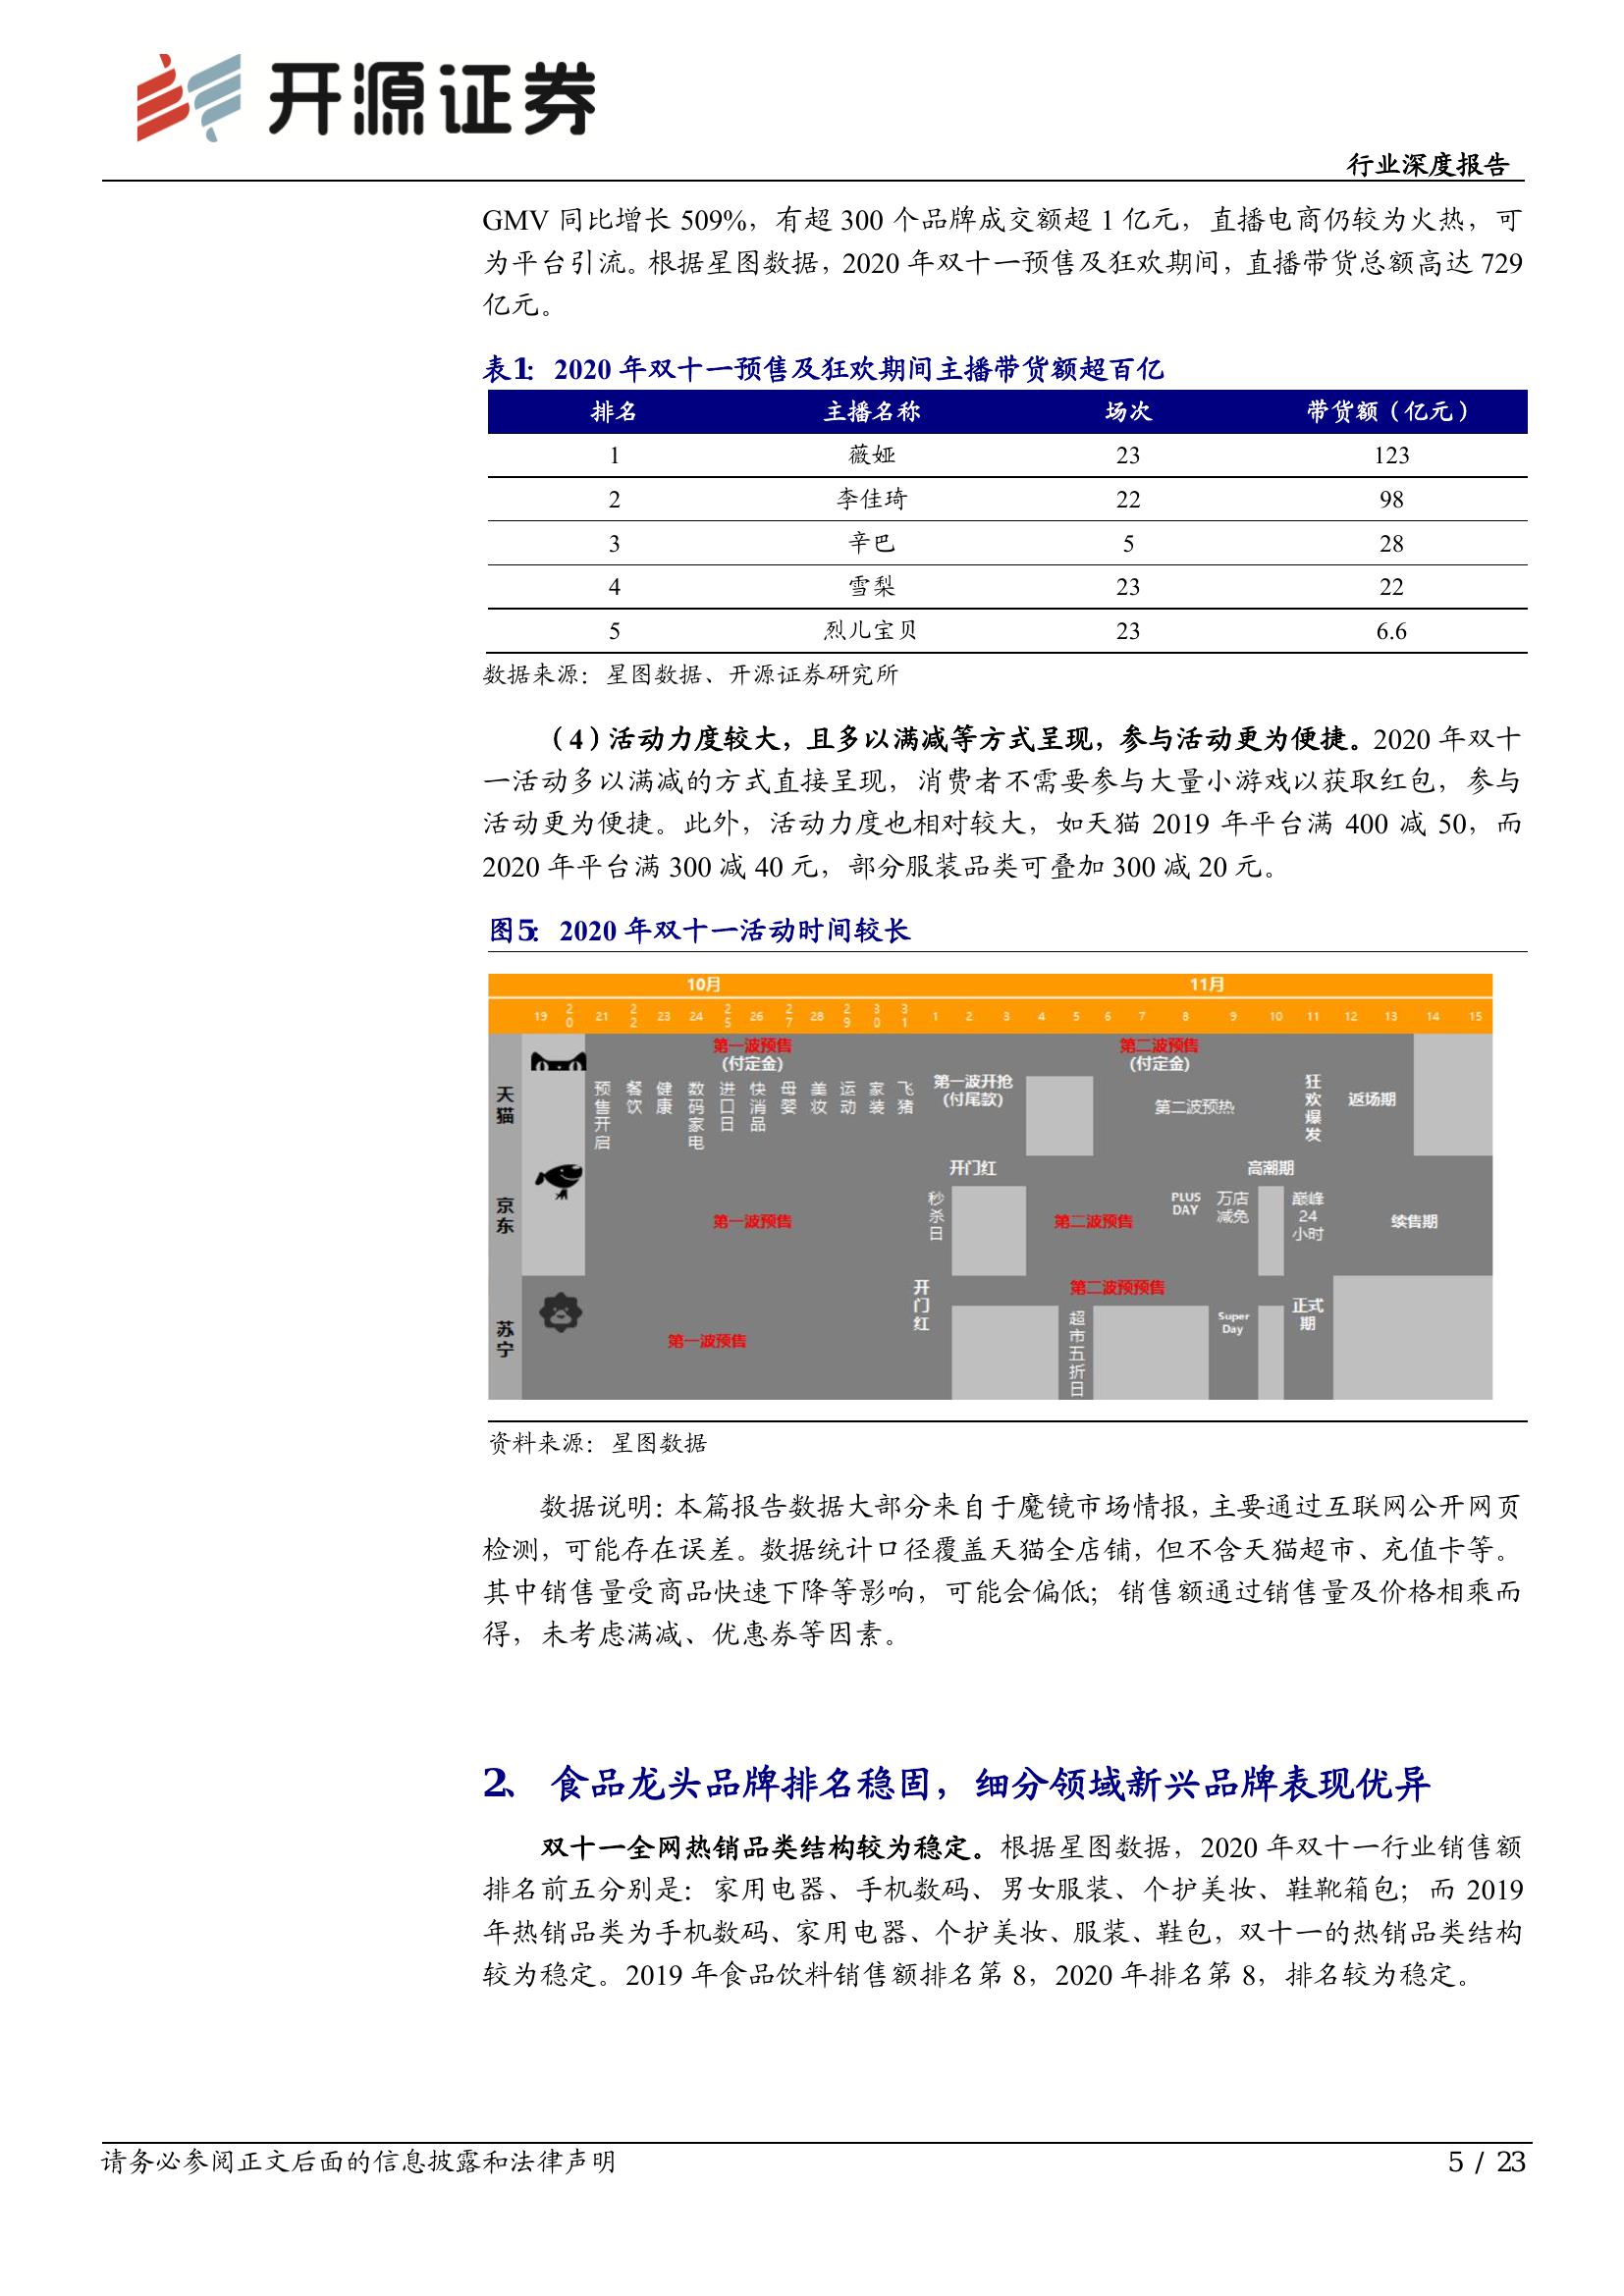 开源证券
行业深度报告
GMV 同比增长 509%，有超 300 个品牌成交额超 1 亿元，直播电商仍较为火热，可
为平台引流。根据星图数据，2020 年双十一预售及狂欢期间，直播带货总额高达 729
亿元。
表1： 2020 年双十一预售及狂欢期间主播带货额超百亿
排名 主播名称 场次 带货额（亿元）
1 薇娅 23 123
2 李佳琦 22 98
3 辛巴 5 28
4 雪梨 23 22
5 烈儿宝贝 23 6.6
数据来源：星图数据、开源证券研究所
（4）活动力度较大，且多以满减等方式呈现，参与活动更为便捷。2020 年双十
一活动多以满减的方式直接呈现，消费者不需要参与大量小游戏以获取红包，参与
活动更为便捷。此外，活动力度也相对较大，如天猫 2019 年平台满 400 减 50，而
2020 年平台满 300 减 40 元，部分服装品类可叠加 300 减 20 元。
图5： 2020 年双十一活动时间较长
10月 11月
19 20 21 22 23 24 25 26 27 28 29 30 31 1 2 3 4 5 6 7 8 9 10 11 12 13 14 15
天猫
第一波预售
(付定金)
预售开启 餐饮 健康 数码家电 进口日 快消品 母婴 美妆 运动 家装 飞猪
第一波开抢
(付尾款)
第二波预售
(付定金)
第二波预热
狂欢爆发
返场期
京东
第一波预售
开门红
秒杀日
第二波预售
高潮期
PLUS
DAY
万店
减免
巅峰
24
小时
续售期
苏宁
第一波预售
开门红
第二波预预售
超市五折日
Super
Day
正式
期
资料来源：星图数据
数据说明：本篇报告数据大部分来自于魔镜市场情报，主要通过互联网公开网页
检测，可能存在误差。数据统计口径覆盖天猫全店铺，但不含天猫超市、充值卡等。
其中销售量受商品快速下降等影响，可能会偏低；销售额通过销售量及价格相乘而
得，未考虑满减、优惠券等因素。
2、 食品龙头品牌排名稳固，细分领域新兴品牌表现优异
双十一全网热销品类结构较为稳定。根据星图数据，2020 年双十一行业销售额
排名前五分别是：家用电器、手机数码、男女服装、个护美妆、鞋靴箱包；而 2019
年热销品类为手机数码、家用电器、个护美妆、服装、鞋包，双十一的热销品类结构
较为稳定。2019 年食品饮料销售额排名第 8，2020 年排名第 8，排名较为稳定。
请务必参阅正文后面的信息披露和法律声明
5 / 23